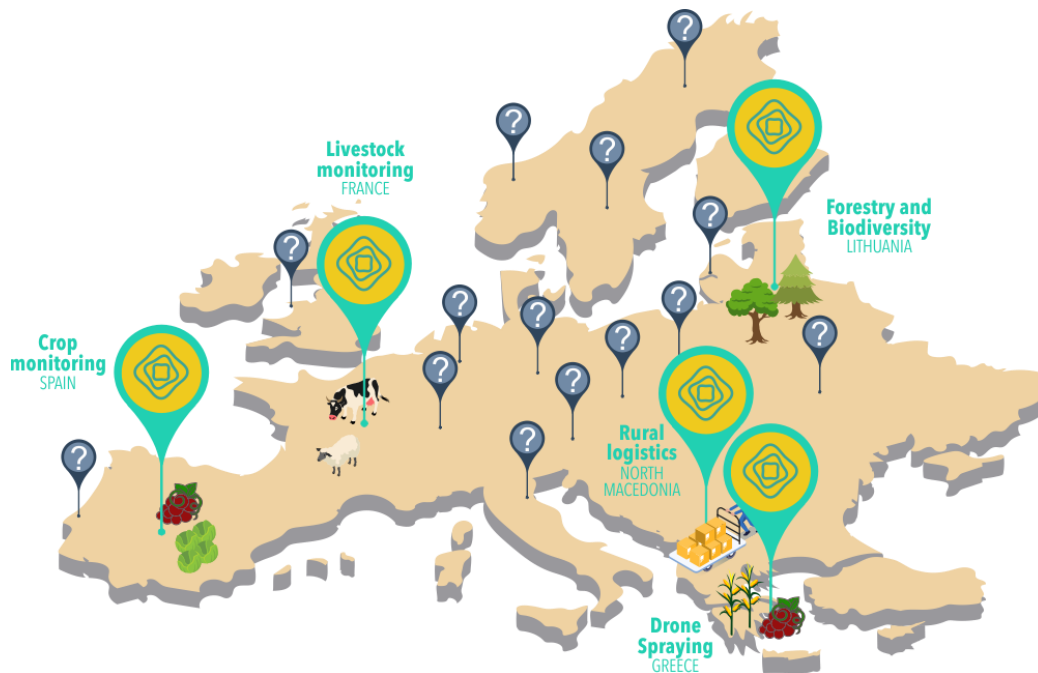 ?
?
?
?
Livestock
monitoring
FRANCE
?
Forestry and
Biodiversity
LITHUANIA
?
?
?
?
?
?
Crop
monitoring
SPAIN
?
?
?
?
Rural
logistics
NORTH
MACEDONIA
Drone
Spraying
GREECE